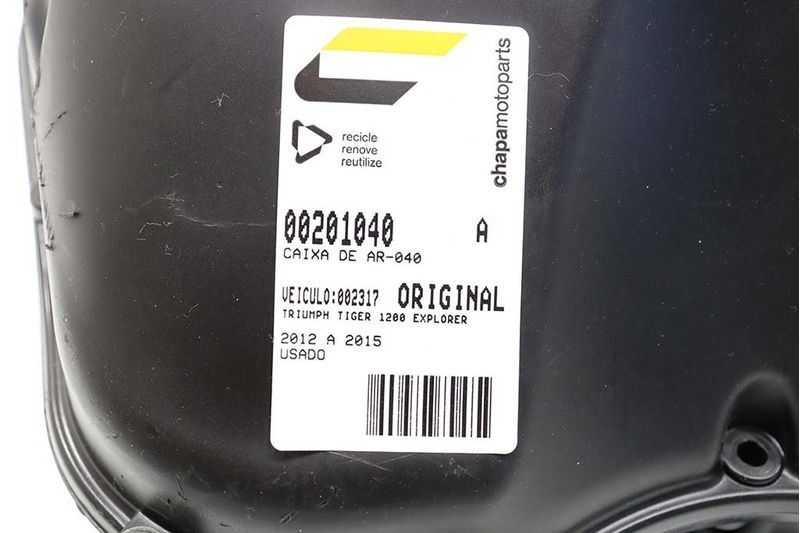 chapamotoparts
recicle
renove
reutilize
00201040 A
CAIXA DE AR-040
VEICULO:002317 ORIGINAL
TRIUMPH TIGER 1200 EXPLORER
2012 A 2015
USADO